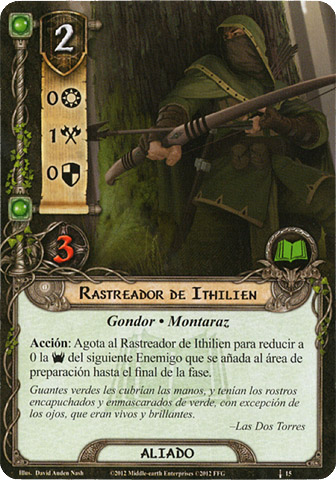 2
0
1
0
3
RASTREADOR DE ITHILIEN
Gondor • Montaraz
Acción: Agota al Rastreador de Ithilien para reducir a
0 la del siguiente Enemigo que se añada al área de
preparación hasta el final de la fase.
Guantes verdes les cubrían las manos, y tenían los rostros
encapuchados y enmascarados de verde, con excepción de
los ojos, que eran vivos y brillantes.
–Las Dos Torres
ALIADO
Illus. David Auden Nash
©2012 Middle-earth Enterprises ©2012 FFG
15